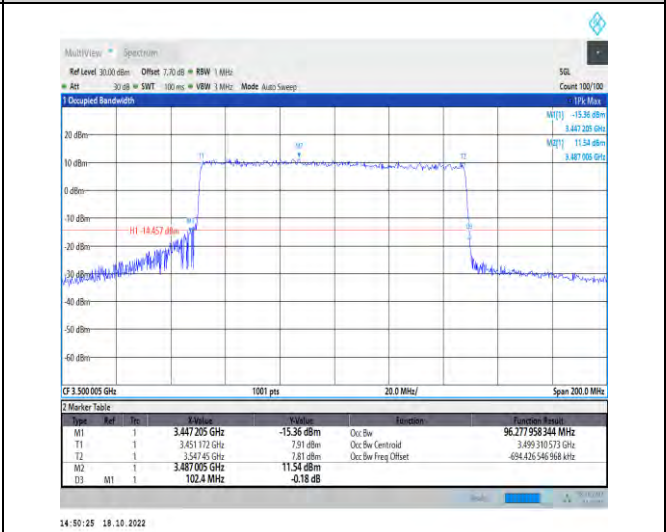 MultiView Spectrum
Ref Level 30.00 dBm Offset 7.70 dB RBW 1 MHz SGL
Att 30 dB SWT 100 ms VBW 3 MHz Mode Auto Sweep Count 100/100
1 Occupied Bandwidth 1Pk Max
M1[1] -15.36 dBm
3.447 205 GHz
M2[1] 11.54 dBm
3.487 005 GHz
20 dBm
M2
T1 T2
10 dBm
0 dBm
-10 dBm
M1 D3
H1 -14.457 dBm
-20 dBm
-30 dBm
-40 dBm
-50 dBm
-60 dBm
CF 3.500 005 GHz 1001 pts 20.0 MHz/ Span 200.0 MHz
2 Marker Table
Type Ref Trc X-Value Y-Value Function Function Result
M1 1 3.447 205 GHz -15.36 dBm Occ Bw 96.277 958 344 MHz
T1 1 3.451 172 GHz 7.91 dBm Occ Bw Centroid 3.499 310 573 GHz
T2 1 3.547 45 GHz 7.81 dBm Occ Bw Freq Offset -694.426 546 968 kHz
M2 1 3.487 005 GHz 11.54 dBm
D3 M1 1 102.4 MHz -0.18 dB
14:50:25 18.10.2022